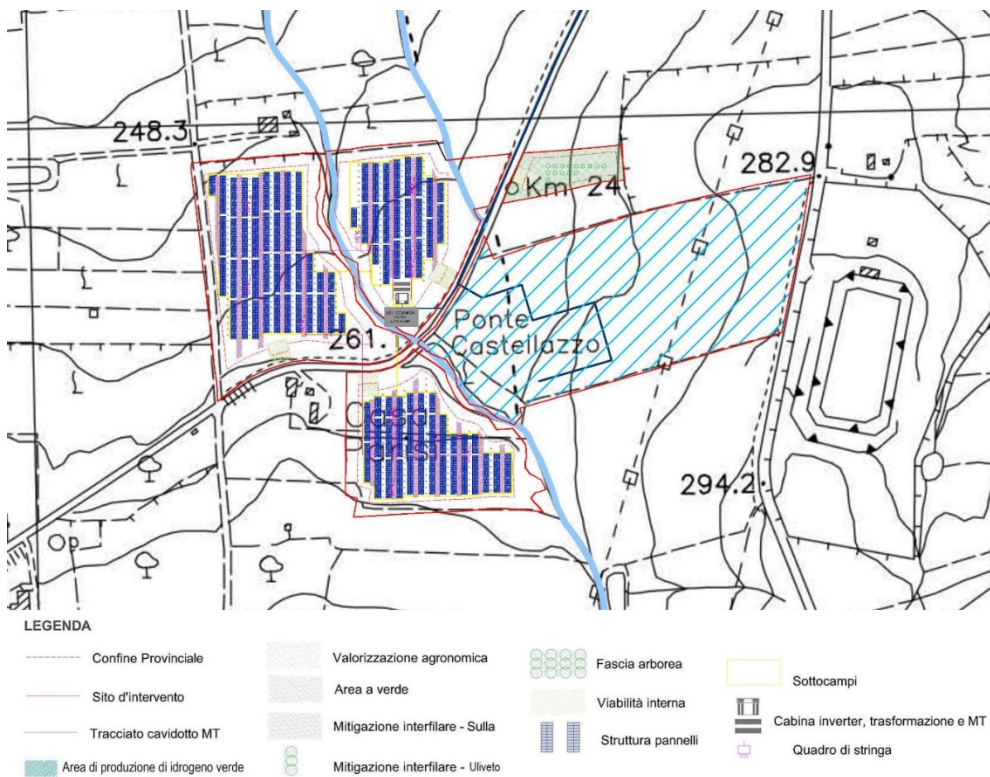 248.3
282.9
Km 24
261.
Ponte
Castellazzo
Casa
294.2
Op
LEGENDA
Confine Provinciale
Sito d'intervento
Tracciato cavidotto MT
Area di produzione di idrogeno verde
Valorizzazione agronomica
Area a verde
Mitigazione interfilare - Sulla
Mitigazione interfilare - Uliveto
Fascia arborea
Viabilità interna
Struttura pannelli
Sottocampi
Cabina inverter, trasformazione e MT
Quadro di stringa